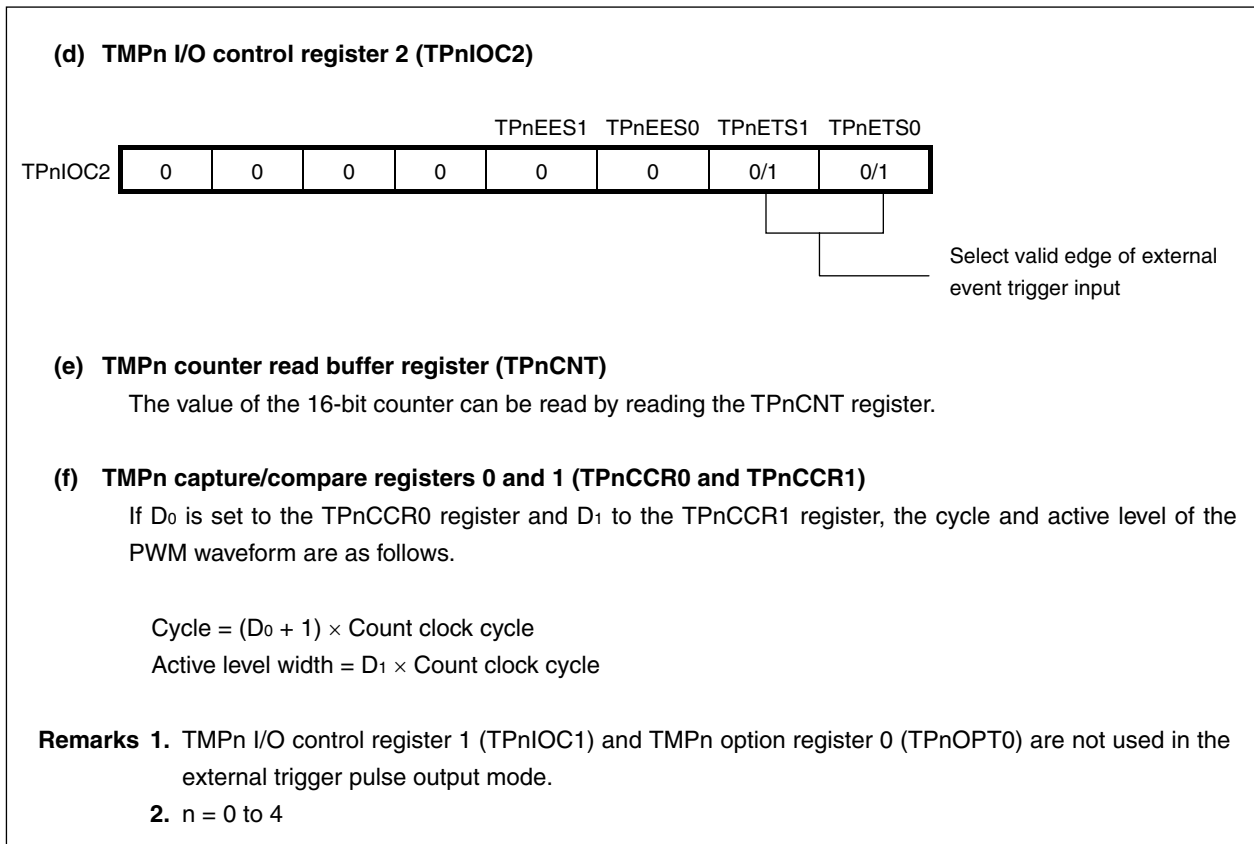 (d) TMPn I/O control register 2 (TPnIOC2)
TPnEES1 TPnEES0 TPnETS1 TPnETS0
TPnIOC2 0 0 0 0 0 0 0/1 0/1
Select valid edge of external
event trigger input
(e) TMPn counter read buffer register (TPnCNT)
The value of the 16-bit counter can be read by reading the TPnCNT register.
(f) TMPn capture/compare registers 0 and 1 (TPnCCR0 and TPnCCR1)
If D0 is set to the TPnCCR0 register and D1 to the TPnCCR1 register, the cycle and active level of the
PWM waveform are as follows.
Cycle = (D0 + 1) × Count clock cycle
Active level width = D1 × Count clock cycle
Remarks 1. TMPn I/O control register 1 (TPnIOC1) and TMPn option register 0 (TPnOPT0) are not used in the
external trigger pulse output mode.
2. n = 0 to 4